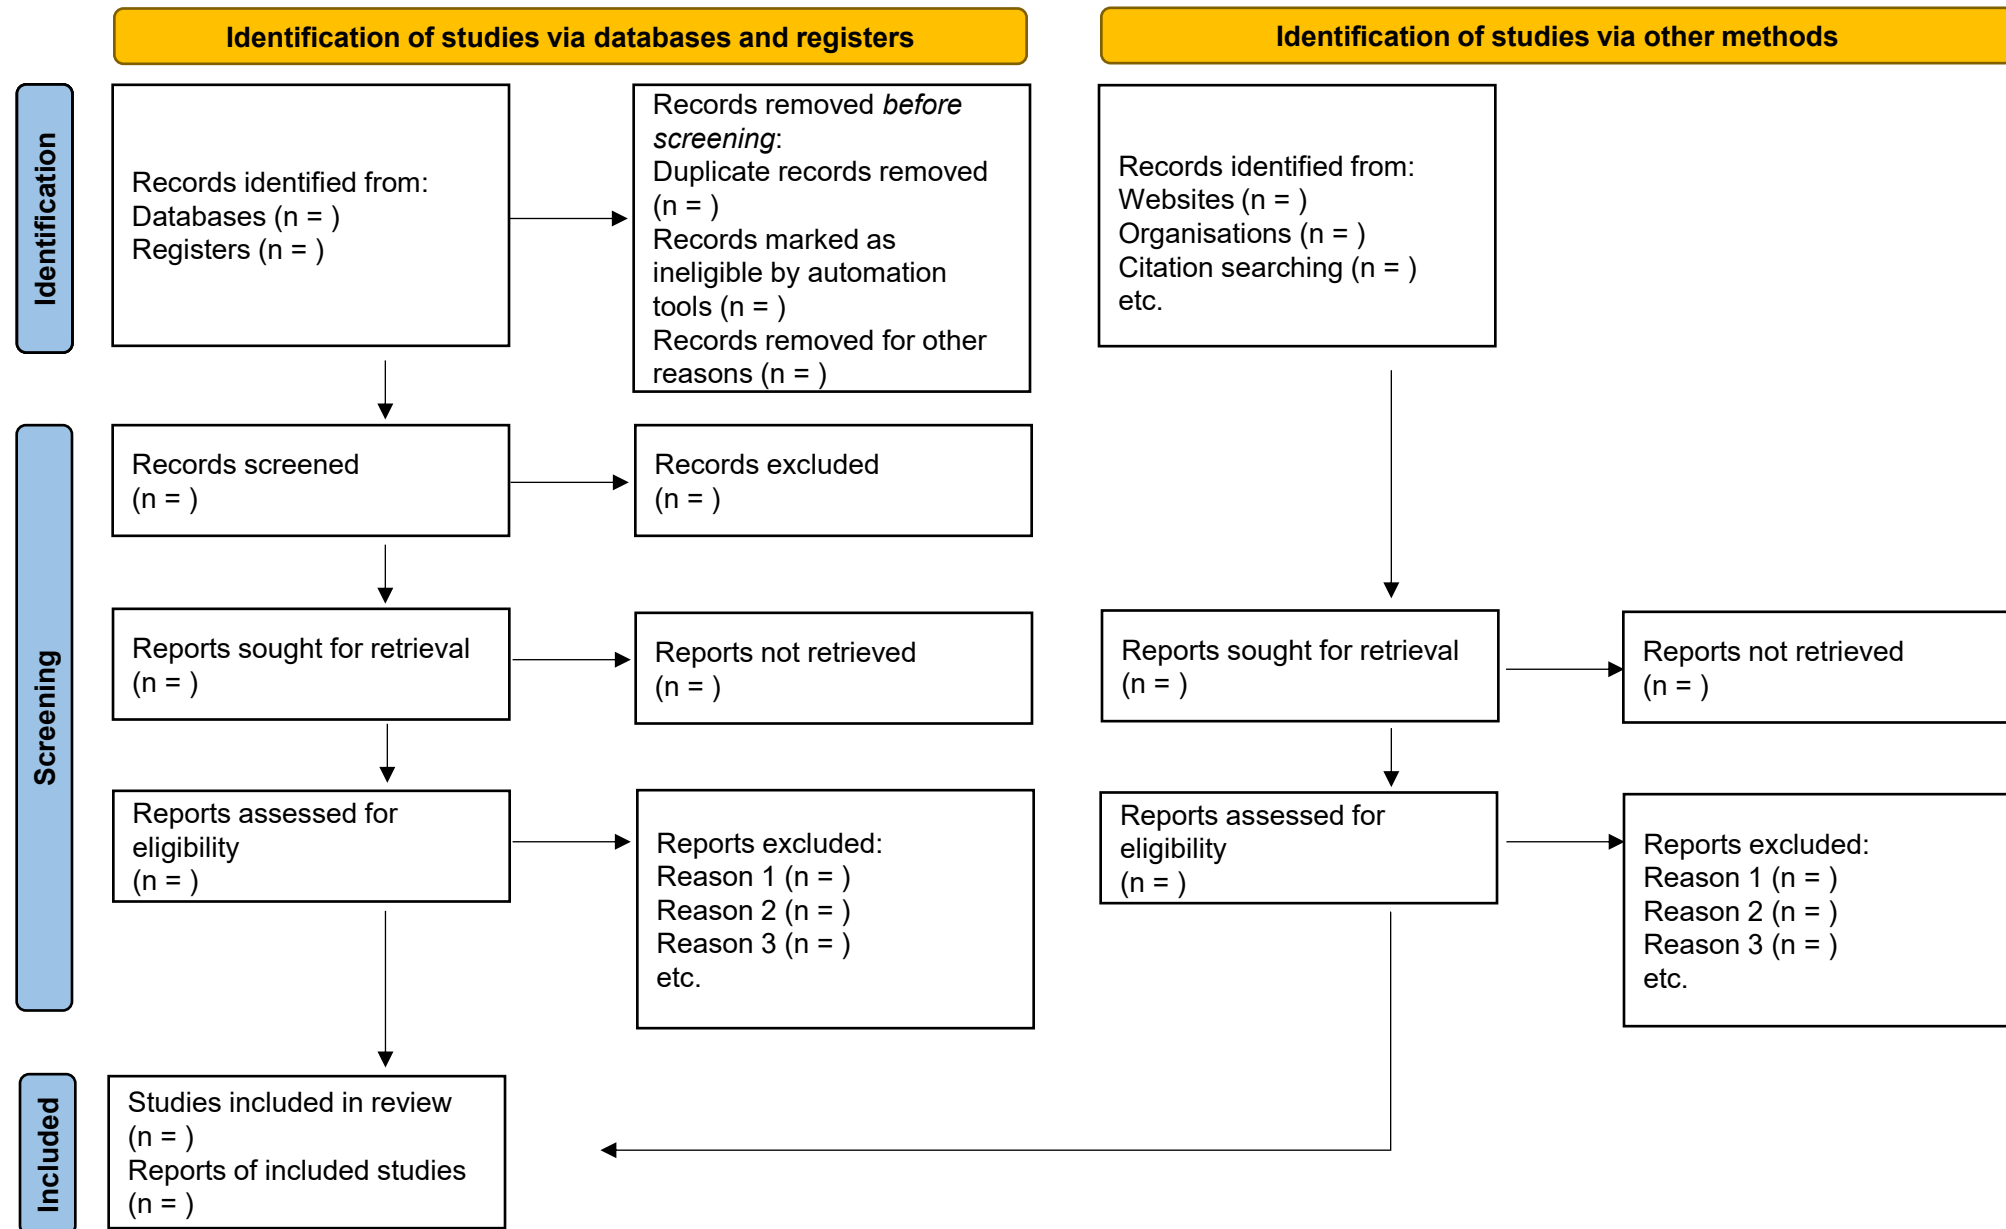 Identification of studies via databases and registers
Identification of studies via other methods
Identification
Records identified from:
Databases (n = )
Registers (n = )
Records removed before
screening:
Duplicate records removed
(n = )
Records marked as
ineligible by automation
tools (n = )
Records removed for other
reasons (n = )
Records identified from:
Websites (n = )
Organisations (n = )
Citation searching (n = )
etc.
Screening
Records screened
(n = )
Records excluded
(n = )
Reports sought for retrieval
(n = )
Reports not retrieved
(n = )
Reports sought for retrieval
(n = )
Reports not retrieved
(n = )
Reports assessed for
eligibility
(n = )
Reports excluded:
Reason 1 (n = )
Reason 2 (n = )
Reason 3 (n = )
etc.
Reports assessed for
eligibility
(n = )
Reports excluded:
Reason 1 (n = )
Reason 2 (n = )
Reason 3 (n = )
etc.
Included
Studies included in review
(n = )
Reports of included studies
(n = )